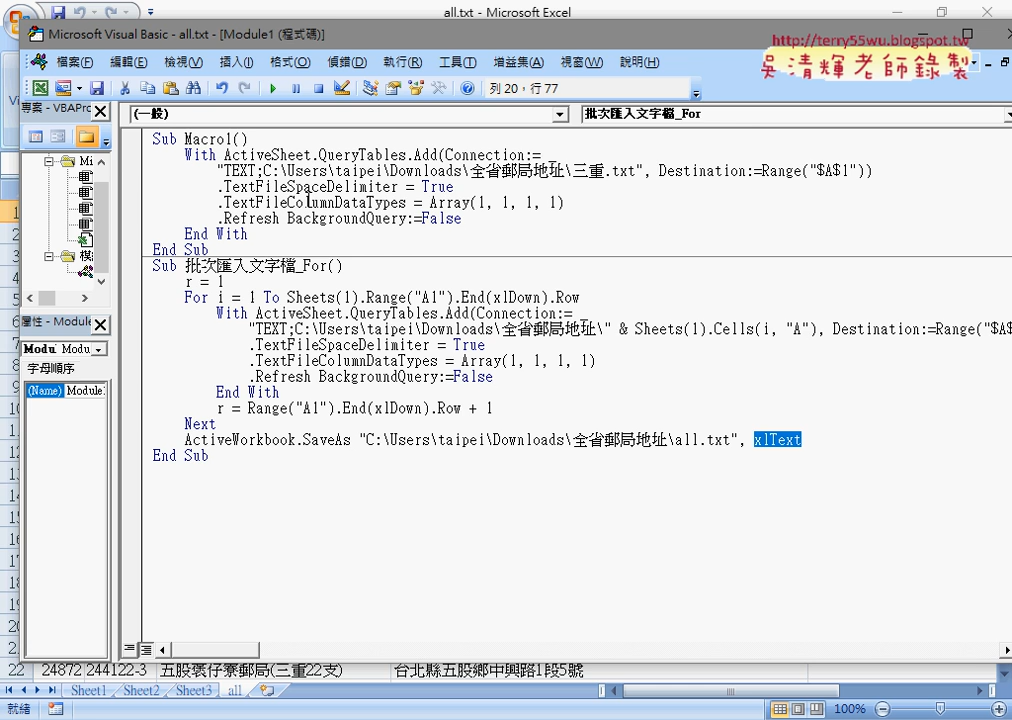 all.txt - Microsoft Excel
Microsoft Visual Basic - all.txt - [Module1 (程式碼)]
http://terry55wu.blogspot.tw
吳清輝老師錄製
檔案(F) 編輯(E) 檢視(V) 插入(I) 格式(O) 偵錯(D) 執行(R) 工具(T) 增益集(A) 視窗(W) 說明(H)
列 20，行 77
專案 - VBAPro
(一般)
批次匯入文字檔_For
Mi
模
屬性 - Module
Modu Modu
字母順序
(Name) Module
Sub Macro1()
With ActiveSheet.QueryTables.Add(Connection:= _
"TEXT;C:\Users\taipei\Downloads\全省郵局地址\三重.txt", Destination:=Range("$A$1"))
.TextFileSpaceDelimiter = True
.TextFileColumnDataTypes = Array(1, 1, 1, 1)
.Refresh BackgroundQuery:=False
End With
End Sub
Sub 批次匯入文字檔_For()
r = 1
For i = 1 To Sheets(1).Range("A1").End(xlDown).Row
With ActiveSheet.QueryTables.Add(Connection:= _
"TEXT;C:\Users\taipei\Downloads\全省郵局地址\" & Sheets(1).Cells(i, "A"), Destination:=Range("$A$
.TextFileSpaceDelimiter = True
.TextFileColumnDataTypes = Array(1, 1, 1, 1)
.Refresh BackgroundQuery:=False
End With
r = Range("A1").End(xlDown).Row + 1
Next
ActiveWorkbook.SaveAs "C:\Users\taipei\Downloads\全省郵局地址\all.txt", xlText
End Sub
22 24872 244122-3 五股褒仔寮郵局(三重22支) 台北縣五股鄉中興路1段5號
Sheet1 Sheet2 Sheet3 all
就緒
100%